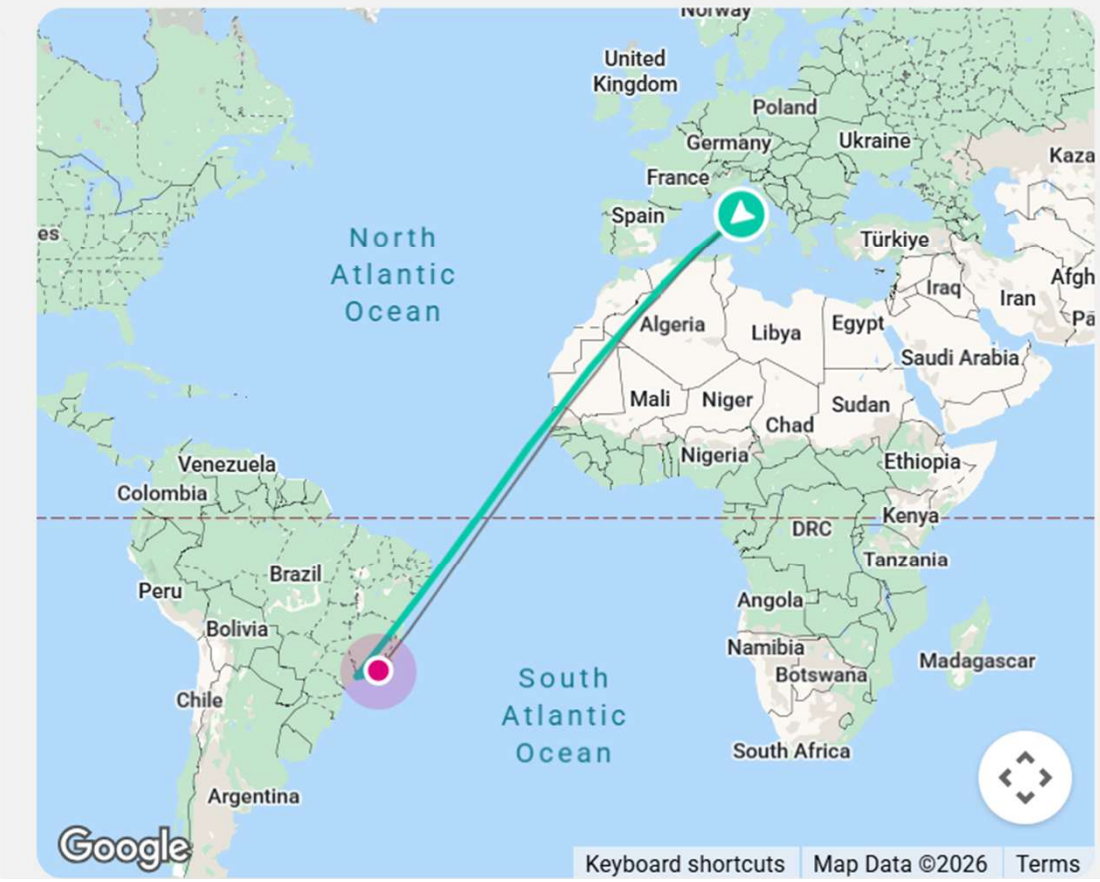 Norway
United
Kingdom
Poland
Germany
Ukraine
Kaza
France
Spain
es
North
Atlantic
Ocean
Türkiye
Afgh
Iraq
Iran
Pa
Algeria
Libya
Egypt
Saudi Arabia
Mali
Niger
Sudan
Chad
Nigeria
Ethiopia
Venezuela
Colombia
Kenya
DRC
Tanzania
Brazil
Peru
Angola
Bolivia
Namibia
Madagascar
Botswana
South
Atlantic
Ocean
Chile
South Africa
Argentina
Google
Keyboard shortcuts
Map Data ©2026
Terms